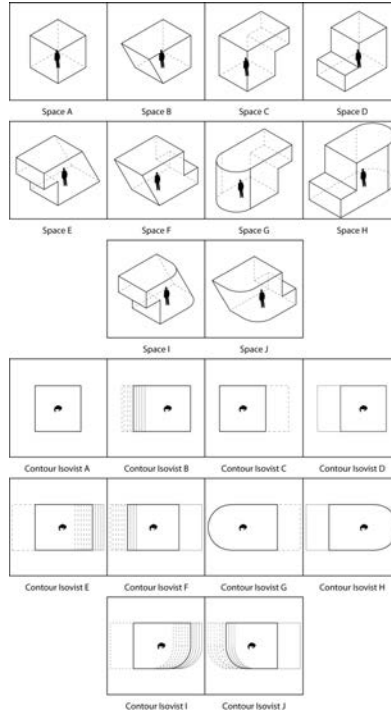 Space A Space B Space C Space D
Space E Space F Space G Space H
Space I Space J
Contour Isovist A Contour Isovist B Contour Isovist C Contour Isovist D
Contour Isovist E Contour Isovist F Contour Isovist G Contour Isovist H
Contour Isovist I Contour Isovist J